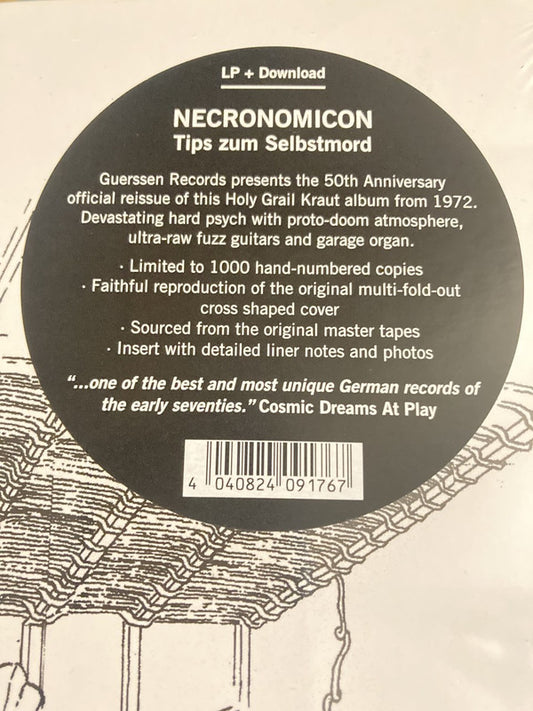 LP + Download
NECRONOMICON
Tips zum Selbstmord
Guerssen Records presents the 50th Anniversary
official reissue of this Holy Grail Kraut album from 1972.
Devastating hard psych with proto-doom atmosphere,
ultra-raw fuzz guitars and garage organ.
· Limited to 1000 hand-numbered copies
· Faithful reproduction of the original multi-fold-out
cross shaped cover
· Sourced from the original master tapes
· Insert with detailed liner notes and photos
“...one of the best and most unique German records of
the early seventies.” Cosmic Dreams At Play
4 040824 091767